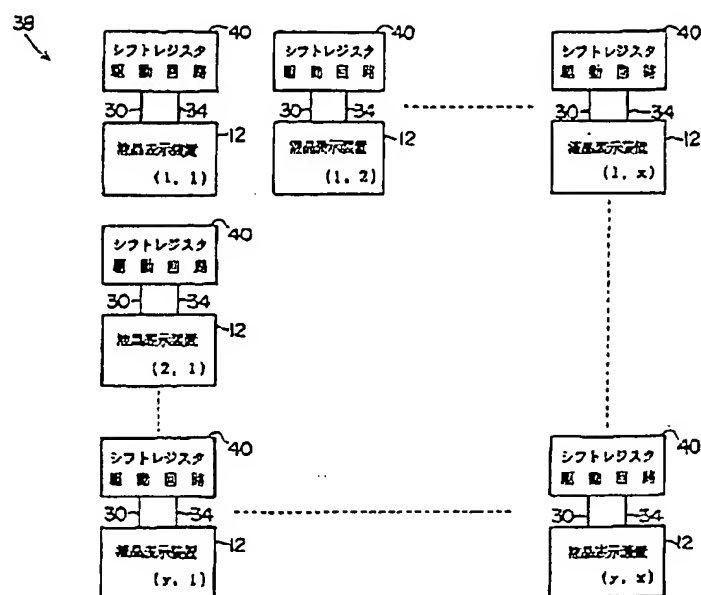 38
40 40 40
シフトレジスタ シフトレジスタ シフトレジスタ
駆動回路 駆動回路 駆動回路
30 34 30 34 30 34
12 12 12
液晶表示装置 液晶表示装置 液晶表示装置
(1, 1) (1, 2) (1, x)
40
シフトレジスタ
駆動回路
30 34
12
液晶表示装置
(2, 1)
40 40
シフトレジスタ シフトレジスタ
駆動回路 駆動回路
30 34 30 34
12 12
液晶表示装置 液晶表示装置
(y, 1) (y, x)